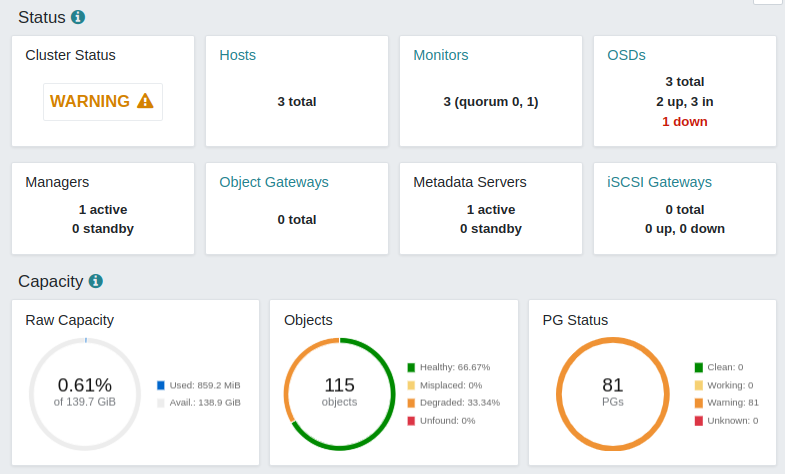 Status
Cluster Status
WARNING
Hosts
3 total
Monitors
3 (quorum 0, 1)
OSDs
3 total
2 up, 3 in
1 down
Managers
1 active
0 standby
Object Gateways
0 total
Metadata Servers
1 active
0 standby
iSCSI Gateways
0 total
0 up, 0 down
Capacity
Raw Capacity
0.61%
of 139.7 GiB
Used: 859.2 MiB
Avail.: 138.9 GiB
Objects
115
objects
Healthy: 66.67%
Misplaced: 0%
Degraded: 33.34%
Unfound: 0%
PG Status
81
PGs
Clean: 0
Working: 0
Warning: 81
Unknown: 0